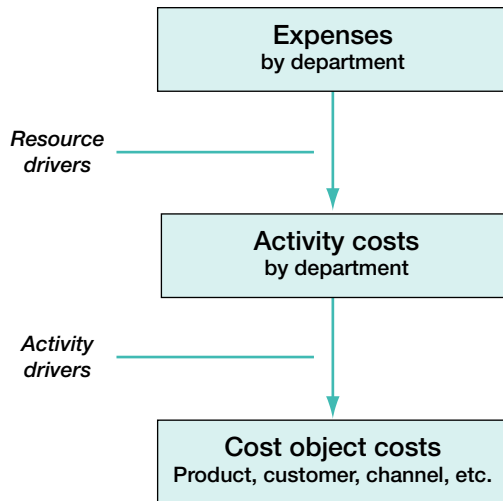 Expenses
by department
Resource
drivers
Activity costs
by department
Activity
drivers
Cost object costs
Product, customer, channel, etc.